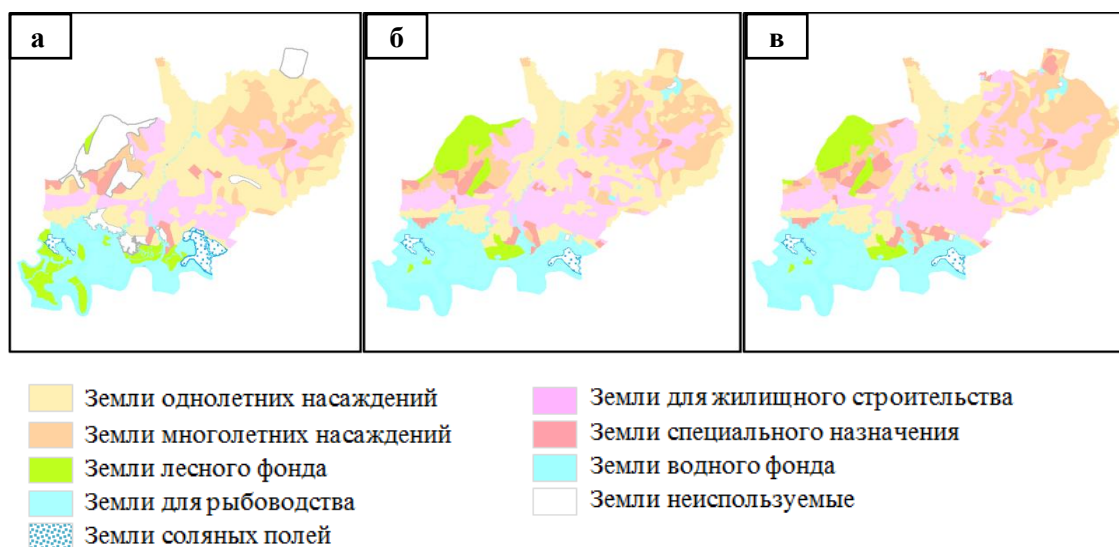 а
б
в
Земли однолетних насаждений
Земли многолетних насаждений
Земли лесного фонда
Земли для рыбоводства
Земли соляных полей
Земли для жилищного строительства
Земли специального назначения
Земли водного фонда
Земли неиспользуемые